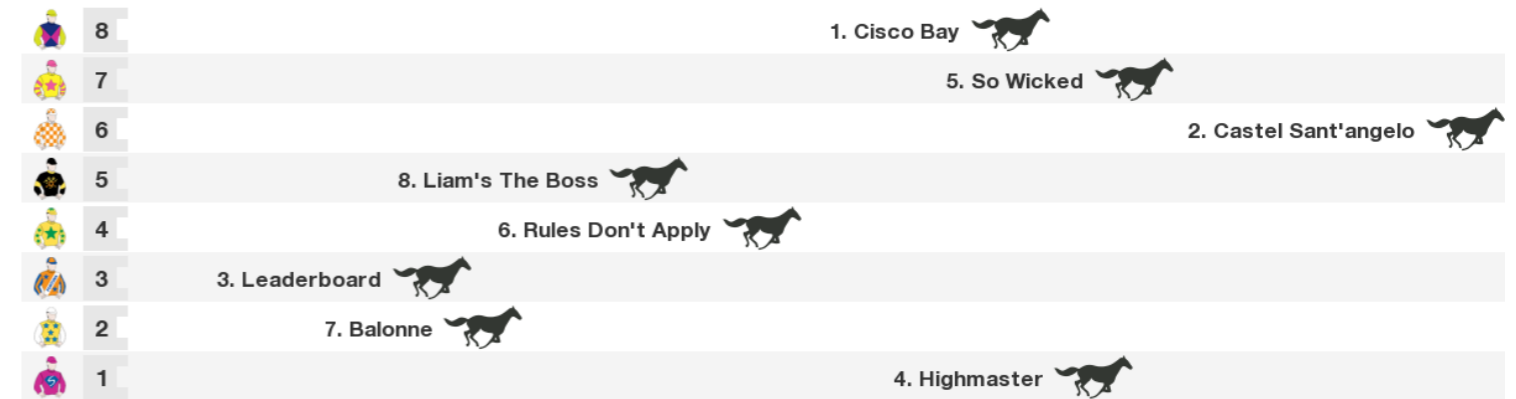 8 1. Cisco Bay
7 5. So Wicked
6 2. Castel Sant'angelo
5 8. Liam's The Boss
4 6. Rules Don't Apply
3 3. Leaderboard
2 7. Balonne
1 4. Highmaster